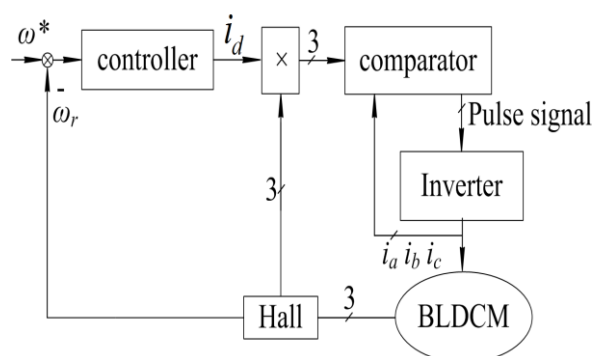 ω*
controller
i_d
×
3
comparator
-
ω_r
Pulse signal
3
Inverter
i_a i_b i_c
Hall
3
BLDCM